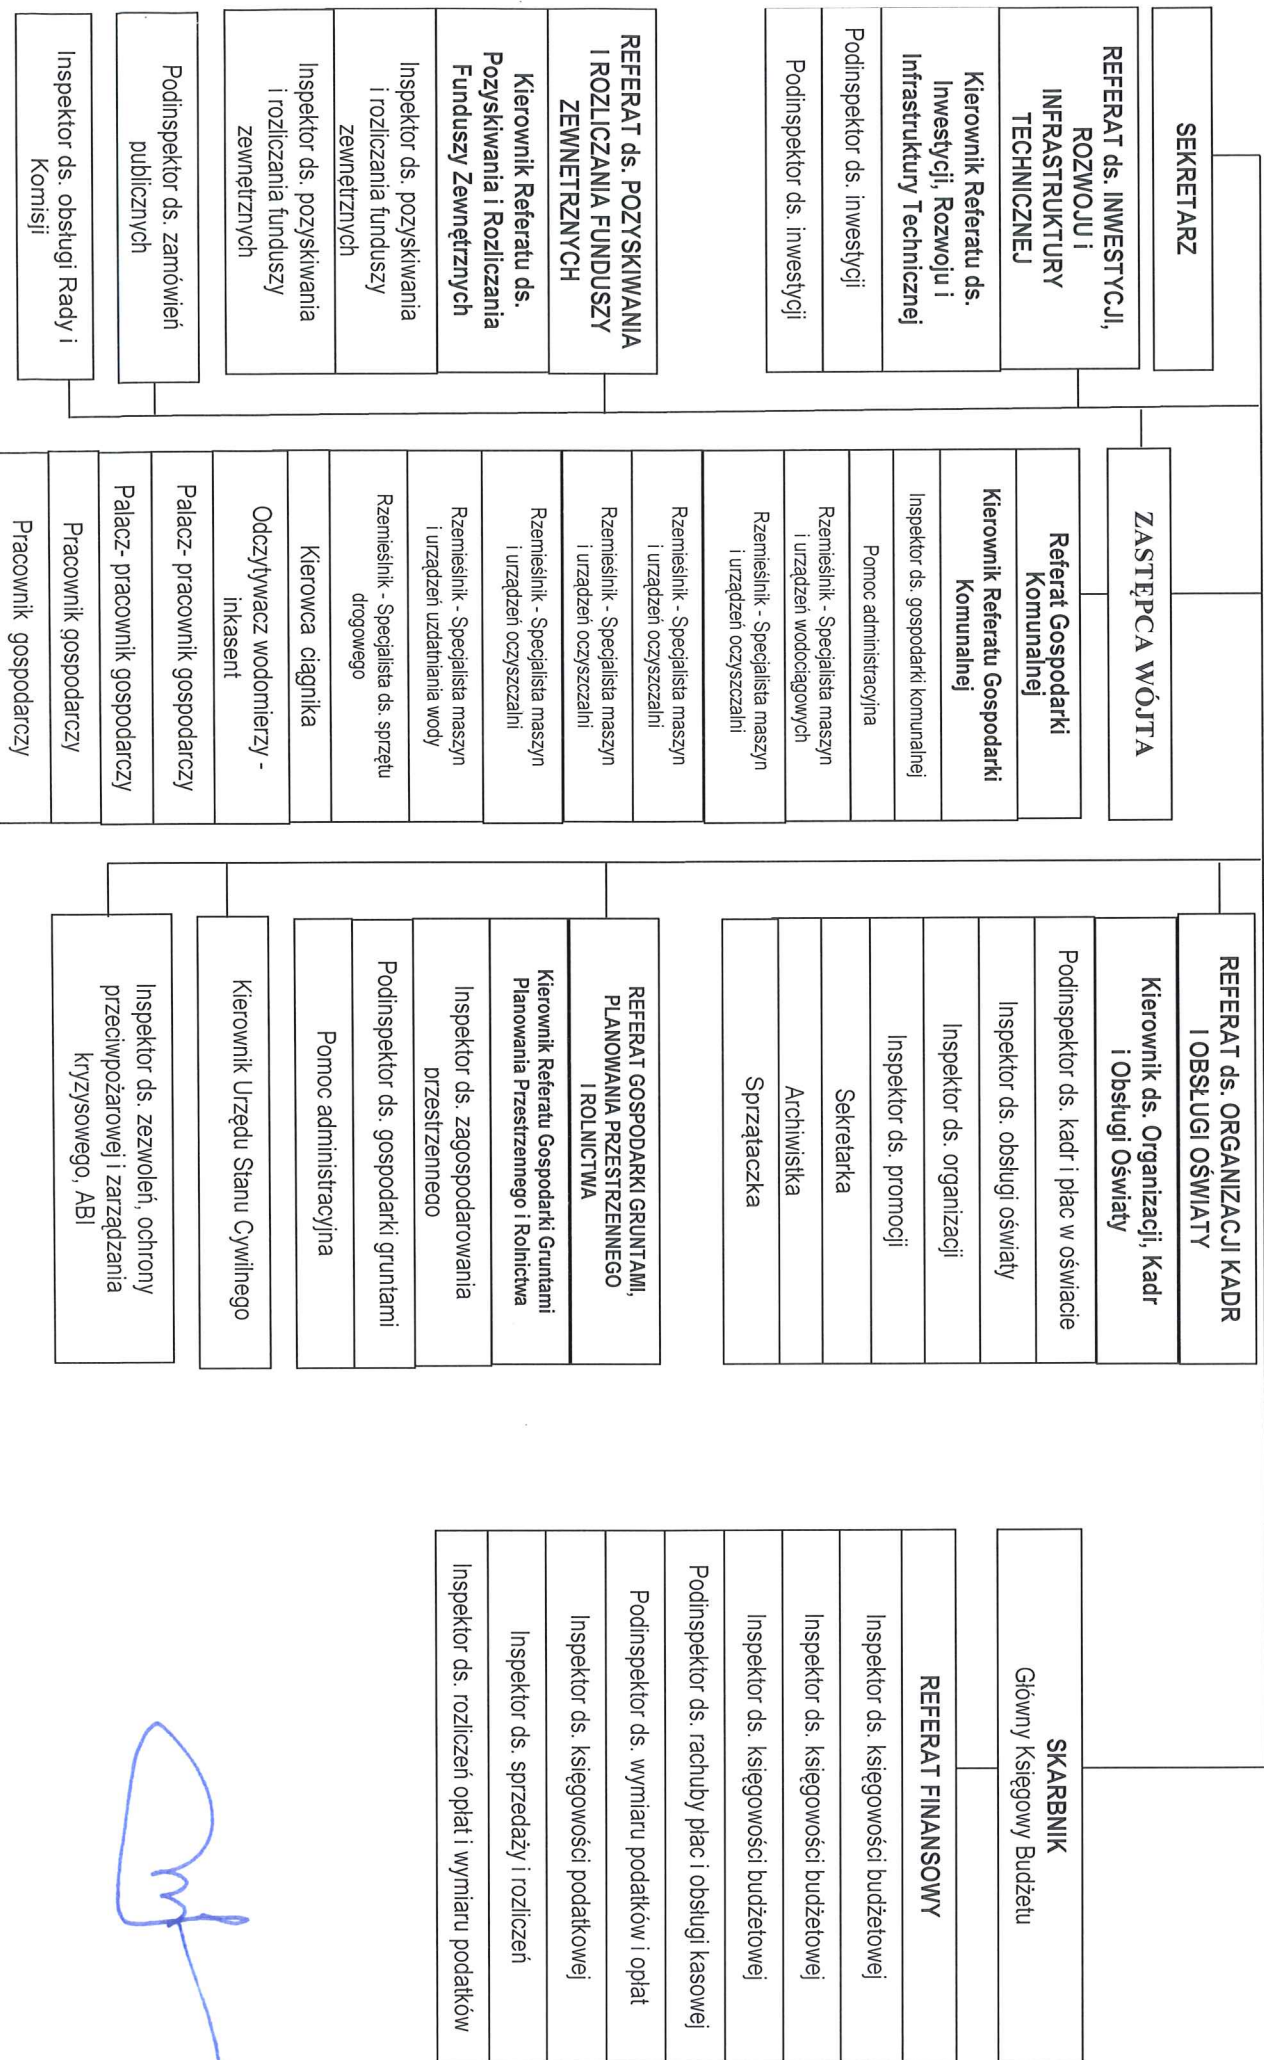 SEKRETARZ
REFERAT ds. INWESTYCJI,
ROZWOJU i
INFRASTRUKTURY
TECHNICZNEJ
Kierownik Referatu ds.
Inwestycji, Rozwoju i
Infrastruktury Technicznej
Podinspektor ds. inwestycji
Podinspektor ds. inwestycji
REFERAT ds. POZYSKIWANIA
I ROZLICZANIA FUNDUSZY
ZEWNETRZNYCH
Kierownik Referatu ds.
Pozyskiwania i Rozliczania
Funduszy Zewnętrznych
Inspektor ds. pozyskiwania
i rozliczania funduszy
zewnętrznych
Inspektor ds. pozyskiwania
i rozliczania funduszy
zewnętrznych
Podinspektor ds. zamówień
publicznych
Inspektor ds. obsługi Rady i
Komisji
ZASTĘPCA WÓJTA
Referat Gospodarki
Komunalnej
Kierownik Referatu Gospodarki
Komunalnej
Inspektor ds. gospodarki komunalnej
Pomoc administracyjna
Rzemieślnik - Specjalista maszyn
i urządzeń wodociągowych
Rzemieślnik - Specjalista maszyn
i urządzeń oczyszczalni
Rzemieślnik - Specjalista maszyn
i urządzeń oczyszczalni
Rzemieślnik - Specjalista maszyn
i urządzeń oczyszczalni
Rzemieślnik - Specjalista maszyn
i urządzeń oczyszczalni
Rzemieślnik - Specjalista maszyn
i urządzeń uzdatniania wody
Rzemieślnik - Specjalista ds. sprzętu
drogowego
Kierowca ciągnika
Odczytywacz wodomierzy -
inkasent
Palacz- pracownik gospodarczy
Palacz- pracownik gospodarczy
Pracownik gospodarczy
Pracownik gospodarczy
REFERAT ds. ORGANIZACJI KADR
I OBSŁUGI OŚWIATY
Kierownik ds. Organizacji, Kadr
i Obsługi Oświaty
Podinspektor ds. kadr i płac w oświacie
Inspektor ds. obsługi oświaty
Inspektor ds. organizacji
Inspektor ds. promocji
Sekretarka
Archiwistka
Sprzątaczka
REFERAT GOSPODARKI GRUNTAMI,
PLANOWANIA PRZESTRZENNEGO
I ROLNICTWA
Kierownik Referatu Gospodarki Gruntami
Planowania Przestrzennego i Rolnictwa
Inspektor ds. zagospodarowania
przestrzennego
Podinspektor ds. gospodarki gruntami
Pomoc administracyjna
Kierownik Urzędu Stanu Cywilnego
Inspektor ds. zezwoleń, ochrony
przeciwpożarowej i zarządzania
kryzysowego, ABI
SKARBNIK
Główny Księgowy Budżetu
REFERAT FINANSOWY
Inspektor ds. księgowości budżetowej
Inspektor ds. księgowości budżetowej
Inspektor ds. księgowości budżetowej
Podinspektor ds. rachuby płac i obsługi kasowej
Podinspektor ds. wymiaru podatków i opłat
Inspektor ds. księgowości podatkowej
Inspektor ds. sprzedaży i rozliczeń
Inspektor ds. rozliczeń opłat i wymiaru podatków